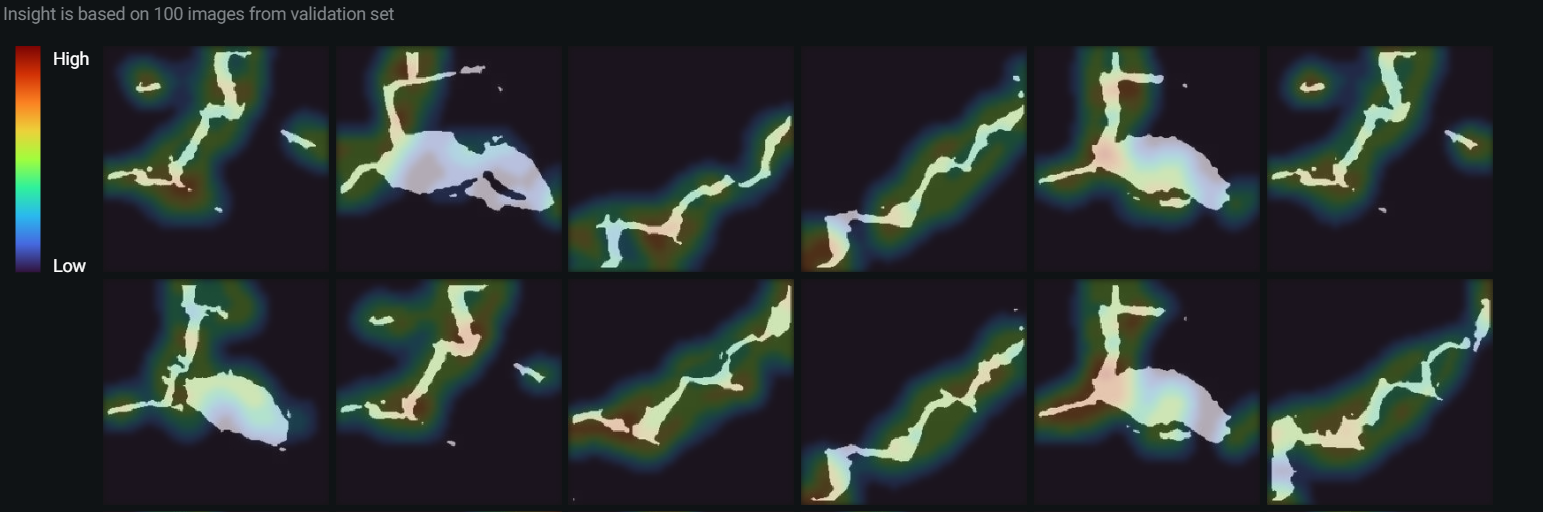 Insight is based on 100 images from validation set
High
Low